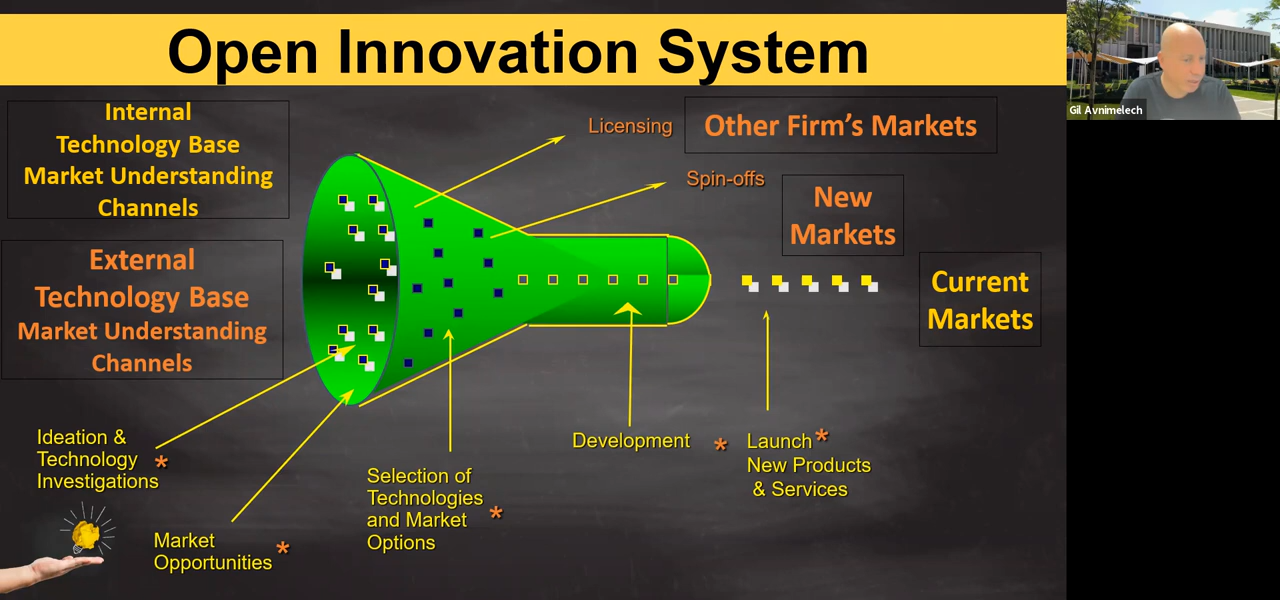 Open Innovation System
Gil Avnimelech
Internal
Technology Base
Market Understanding
Channels
External
Technology Base
Market Understanding
Channels
Licensing
Other Firm's Markets
Spin-offs
New
Markets
Current
Markets
Ideation &
Technology
Investigations *
Market
Opportunities *
Selection of
Technologies
and Market *
Options
Development *
Launch *
New Products
& Services